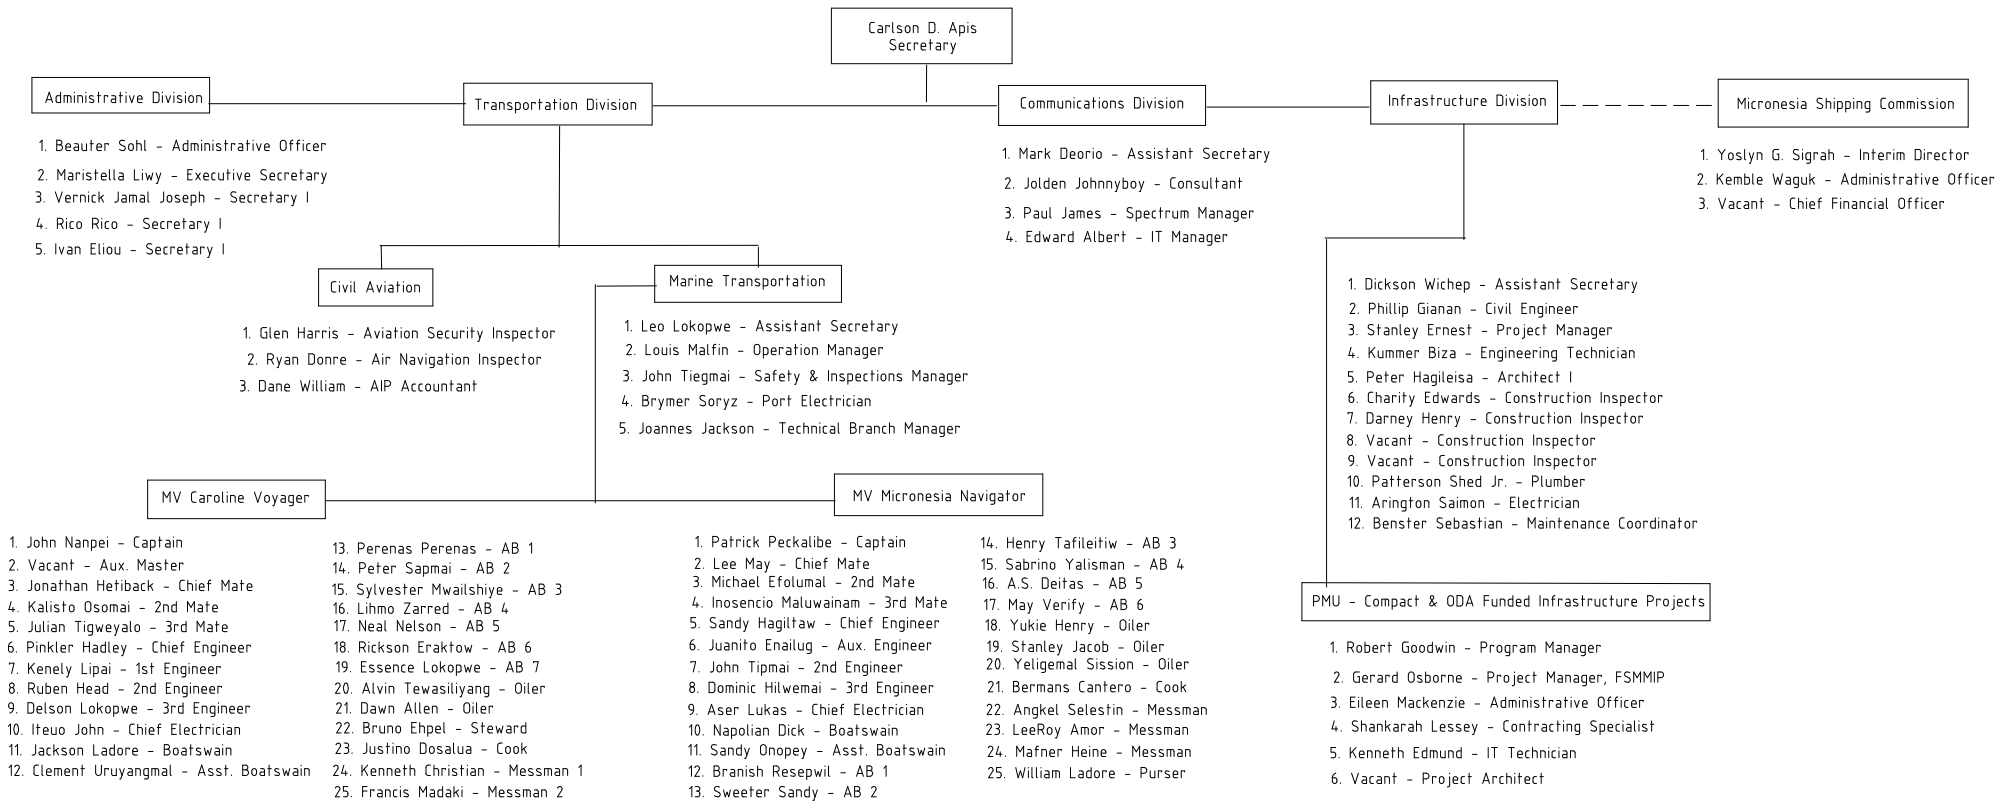 Carlson D. Apis
Secretary
Administrative Division
Transportation Division
Communications Division
Infrastructure Division
Micronesia Shipping Commission
1. Beauter Sohl - Administrative Officer
2. Maristella Liwy - Executive Secretary
3. Vernick Jamal Joseph - Secretary I
4. Rico Rico - Secretary I
5. Ivan Eliou - Secretary I
Civil Aviation
1. Glen Harris - Aviation Security Inspector
2. Ryan Donre - Air Navigation Inspector
3. Dane William - AIP Accountant
Marine Transportation
1. Leo Lokopwe - Assistant Secretary
2. Louis Malfin - Operation Manager
3. John Tiegmai - Safety & Inspections Manager
4. Brymer Soryz - Port Electrician
5. Joannes Jackson - Technical Branch Manager
1. Mark Deorio - Assistant Secretary
2. Jolden Johnnyboy - Consultant
3. Paul James - Spectrum Manager
4. Edward Albert - IT Manager
1. Yoslyn G. Sigrah - Interim Director
2. Kemble Waguk - Administrative Officer
3. Vacant - Chief Financial Officer
1. Dickson Wichep - Assistant Secretary
2. Phillip Gianan - Civil Engineer
3. Stanley Ernest - Project Manager
4. Kummer Biza - Engineering Technician
5. Peter Hagileisa - Architect I
6. Charity Edwards - Construction Inspector
7. Darney Henry - Construction Inspector
8. Vacant - Construction Inspector
9. Vacant - Construction Inspector
10. Patterson Shed Jr. - Plumber
11. Arington Saimon - Electrician
12. Benster Sebastian - Maintenance Coordinator
MV Caroline Voyager
1. John Nanpei - Captain
2. Vacant - Aux. Master
3. Jonathan Hetiback - Chief Mate
4. Kalisto Osomai - 2nd Mate
5. Julian Tigweyalo - 3rd Mate
6. Pinkler Hadley - Chief Engineer
7. Kenely Lipai - 1st Engineer
8. Ruben Head - 2nd Engineer
9. Delson Lokopwe - 3rd Engineer
10. Iteuo John - Chief Electrician
11. Jackson Ladore - Boatswain
12. Clement Uruyangmal - Asst. Boatswain
13. Perenas Perenas - AB 1
14. Peter Sapmai - AB 2
15. Sylvester Mwailshiye - AB 3
16. Lihmo Zarred - AB 4
17. Neal Nelson - AB 5
18. Rickson Eraktow - AB 6
19. Essence Lokopwe - AB 7
20. Alvin Tewasiliyang - Oiler
21. Dawn Allen - Oiler
22. Bruno Ehpel - Steward
23. Justino Dosalua - Cook
24. Kenneth Christian - Messman 1
25. Francis Madaki - Messman 2
MV Micronesia Navigator
1. Patrick Peckalibe - Captain
2. Lee May - Chief Mate
3. Michael Efolumal - 2nd Mate
4. Inosencio Maluwainam - 3rd Mate
5. Sandy Hagiltaw - Chief Engineer
6. Juanito Enailug - Aux. Engineer
7. John Tipmai - 2nd Engineer
8. Dominic Hilwemai - 3rd Engineer
9. Aser Lukas - Chief Electrician
10. Napolian Dick - Boatswain
11. Sandy Onopey - Asst. Boatswain
12. Branish Resepwil - AB 1
13. Sweeter Sandy - AB 2
14. Henry Tafileitiw - AB 3
15. Sabrino Yalisman - AB 4
16. A.S. Deitas - AB 5
17. May Verify - AB 6
18. Yukie Henry - Oiler
19. Stanley Jacob - Oiler
20. Yeligemal Sission - Oiler
21. Bermans Cantero - Cook
22. Angkel Selestin - Messman
23. LeeRoy Amor - Messman
24. Mafner Heine - Messman
25. William Ladore - Purser
PMU - Compact & ODA Funded Infrastructure Projects
1. Robert Goodwin - Program Manager
2. Gerard Osborne - Project Manager, FSMMIP
3. Eileen Mackenzie - Administrative Officer
4. Shankarah Lessey - Contracting Specialist
5. Kenneth Edmund - IT Technician
6. Vacant - Project Architect